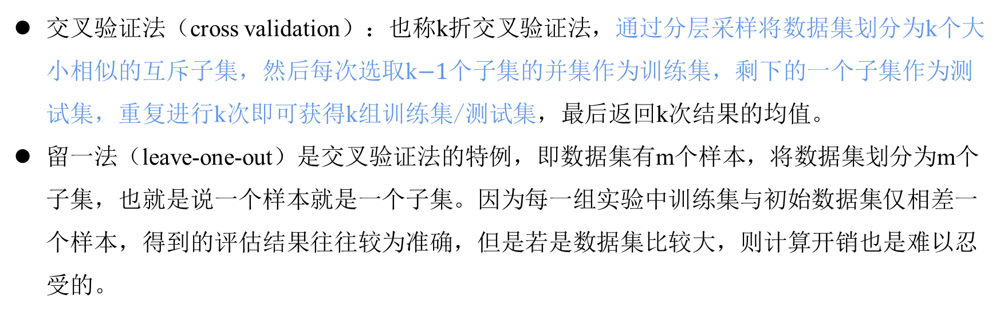 ● 交叉验证法（cross validation）：也称k折交叉验证法，通过分层采样将数据集划分为k个大
小相似的互斥子集，然后每次选取k−1个子集的并集作为训练集，剩下的一个子集作为测
试集，重复进行k次即可获得k组训练集/测试集，最后返回k次结果的均值。
● 留一法（leave-one-out）是交叉验证法的特例，即数据集有m个样本，将数据集划分为m个
子集，也就是说一个样本就是一个子集。因为每一组实验中训练集与初始数据集仅相差一
个样本，得到的评估结果往往较为准确，但是若是数据集比较大，则计算开销也是难以忍
受的。